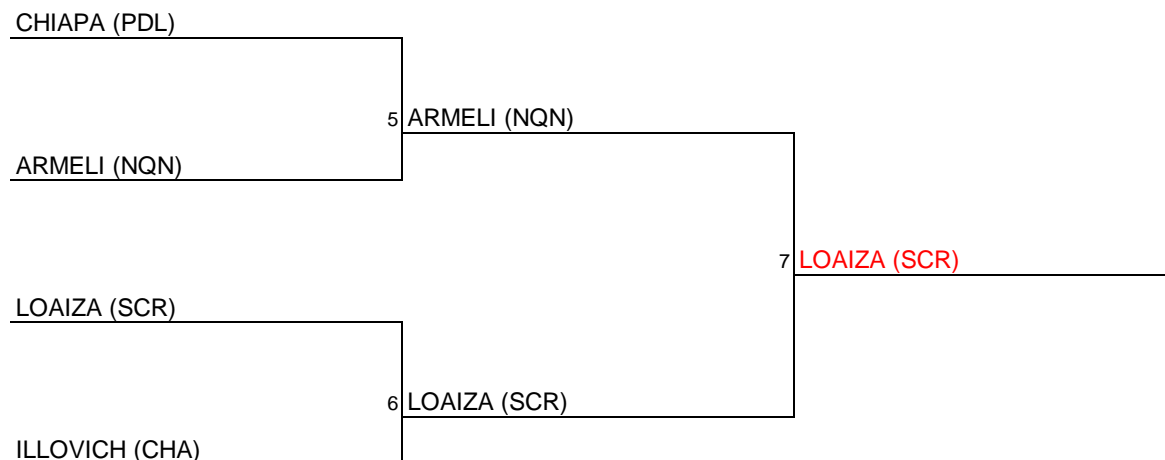 CHIAPA (PDL)
5 ARMELI (NQN)
ARMELI (NQN)
7 LOAIZA (SCR)
LOAIZA (SCR)
6 LOAIZA (SCR)
ILLOVICH (CHA)